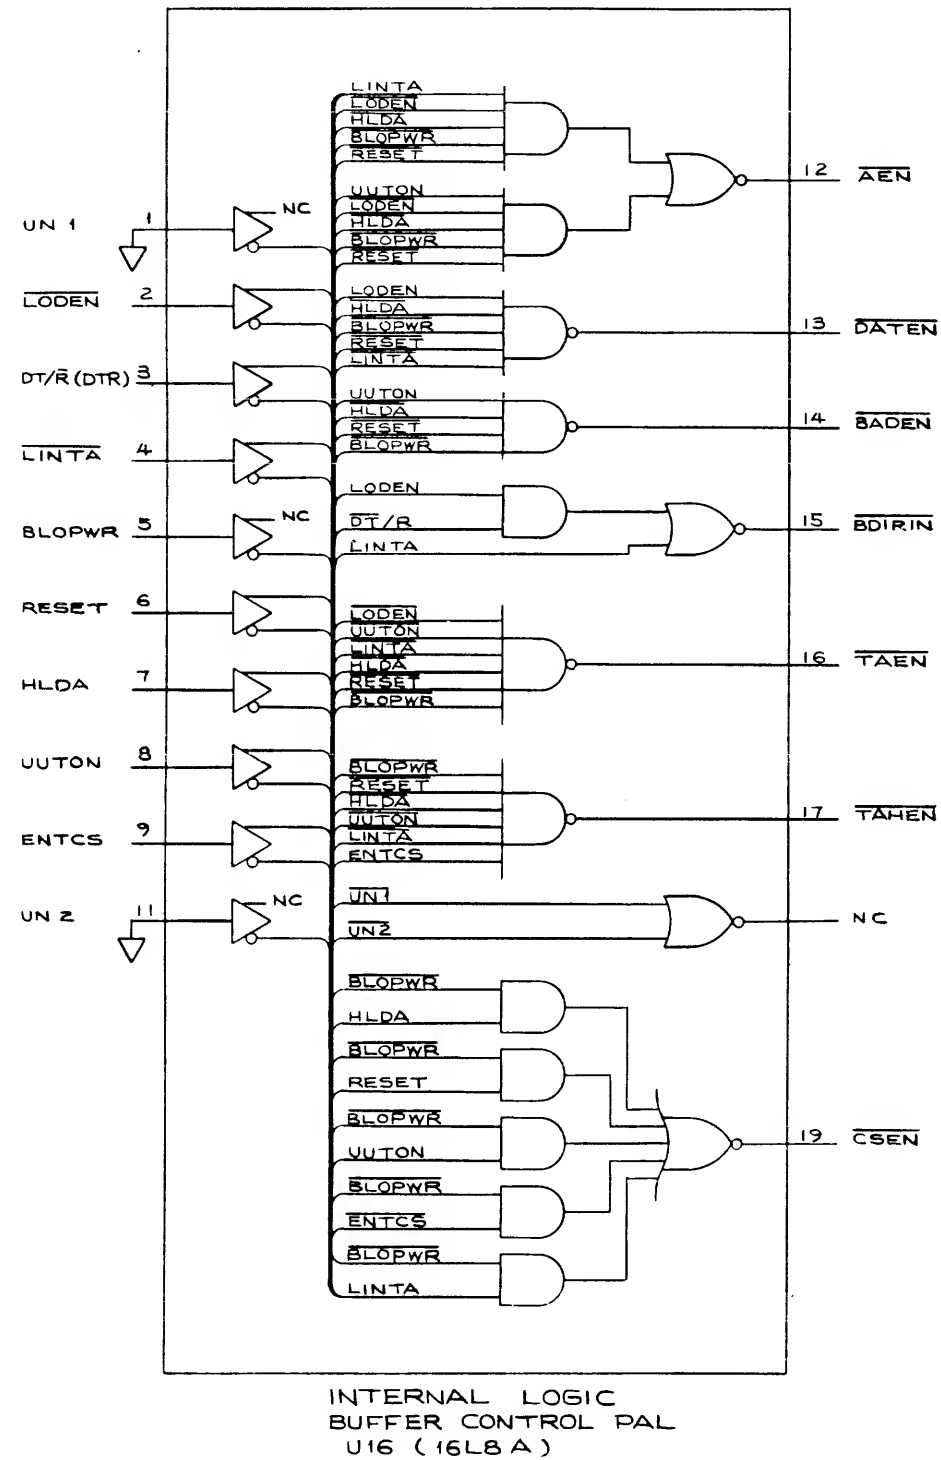 UN 1
1
LODEN
2
DT/R (DTR)
3
LINTA
4
BLOPWR
5
RESET
6
HLDA
7
UUTON
8
ENTCS
9
UN 2
11
NC
NC
NC
LINTA
LODEN
HLDA
BLOPWR
RESET
UUTON
LODEN
HLDA
BLOPWR
RESET
LODEN
HLDA
BLOPWR
RESET
LINTA
UUTON
HLDA
RESET
BLOPWR
LODEN
DT/R
LINTA
LODEN
UUTON
LINTA
HLDA
RESET
BLOPWR
BLOPWR
RESET
HLDA
UUTON
LINTA
ENTCS
UN1
UN2
BLOPWR
HLDA
BLOPWR
RESET
BLOPWR
UUTON
BLOPWR
ENTCS
BLOPWR
LINTA
12
AEN
13
DATEN
14
BADEN
15
BDIRIN
16
TAEN
17
TAHEN
NC
19
CSEN
INTERNAL LOGIC
BUFFER CONTROL PAL
U16 (16L8A)